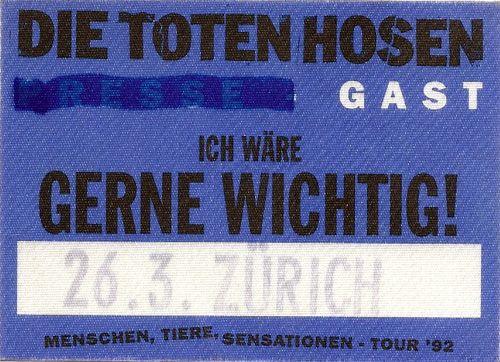 DIE TOTEN HOSEN
PRESSE GAST
ICH WÄRE
GERNE WICHTIG!
26.3. ZÜRICH
MENSCHEN, TIERE, SENSATIONEN - TOUR '92